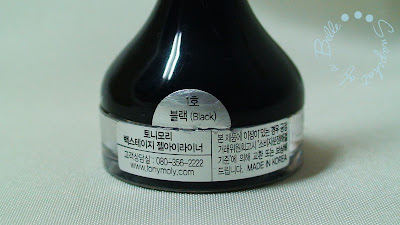 1호
블랙 (Black)
토니모리
백스테이지 젤아이라이너
고객상담실 : 080-356-2222
www.tonymoly.com
본 제품에 이상이 있는 경우 공정
거래위원회고시 '소비자분쟁해결
기준'에 의해 교환 또는 보상해
드립니다. MADE IN KOREA
Belle